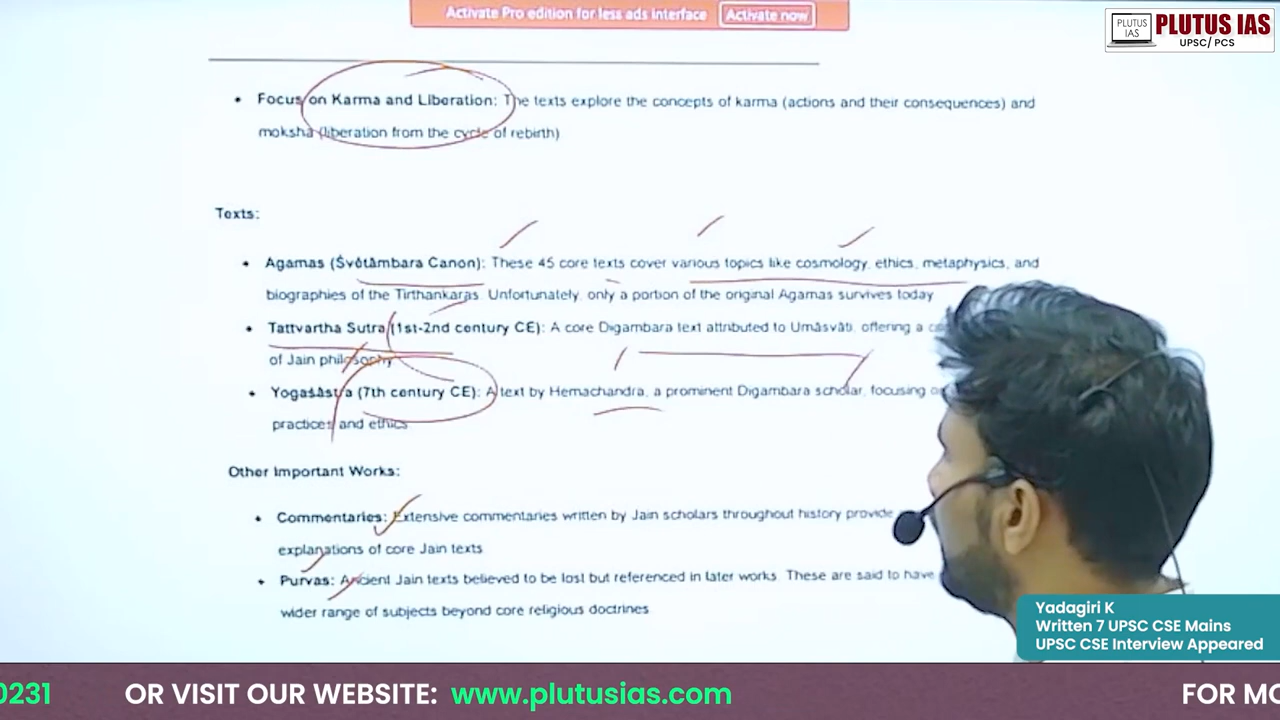 Activate Pro edition for less ads interface Activate now
PLUTUS IAS
PLUTUS IAS
UPSC/ PCS
• Focus on Karma and Liberation: The texts explore the concepts of karma (actions and their consequences) and
moksha (liberation from the cycle of rebirth)
Texts:
• Agamas (Śvētāmbara Canon): These 45 core texts cover various topics like cosmology, ethics, metaphysics, and
biographies of the Tirthankaras. Unfortunately, only a portion of the original Agamas survives today
• Tattvartha Sutra (1st-2nd century CE): A core Digambara text attributed to Umāsvāti, offering a
of Jain philosophy
• Yogaśāstra (7th century CE): A text by Hemachandra, a prominent Digambara scholar, focusing
practices and ethics
Other Important Works:
• Commentaries: Extensive commentaries written by Jain scholars throughout history provide
explanations of core Jain texts
• Purvas: Ancient Jain texts believed to be lost but referenced in later works. These are said to have
wider range of subjects beyond core religious doctrines
Yadagiri K
Written 7 UPSC CSE Mains
UPSC CSE Interview Appeared
0231 OR VISIT OUR WEBSITE: www.plutusias.com FOR MO